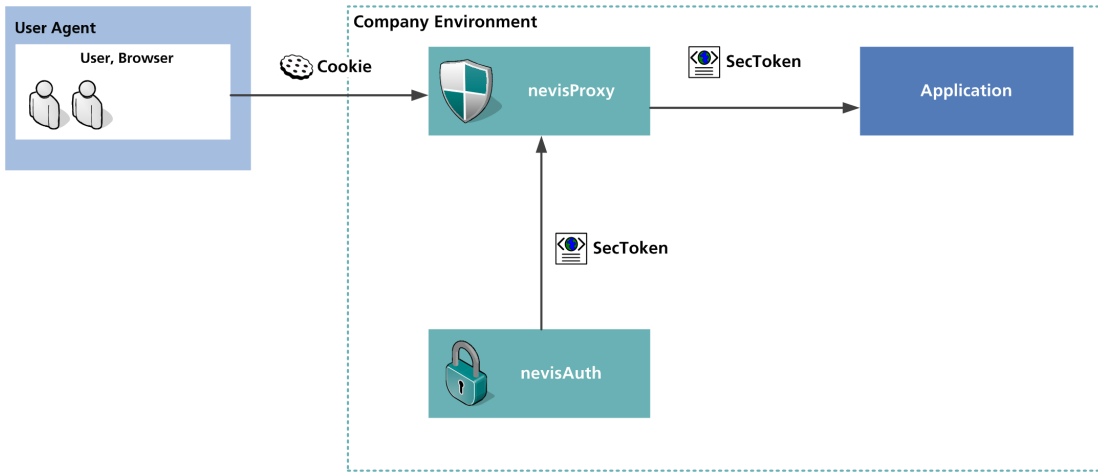 User Agent
User, Browser
Cookie
Company Environment
nevisProxy
SecToken
Application
SecToken
nevisAuth